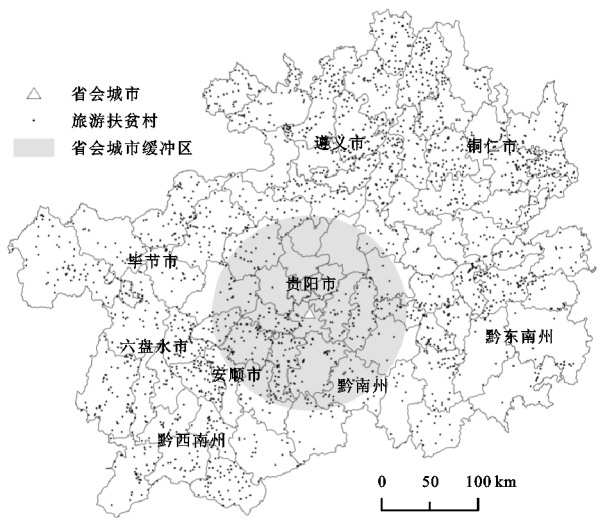 省会城市
旅游扶贫村
省会城市缓冲区
遵义市
铜仁市
毕节市
贵阳市
六盘水市
黔东南州
安顺市
黔南州
黔西南州
0 50 100 km